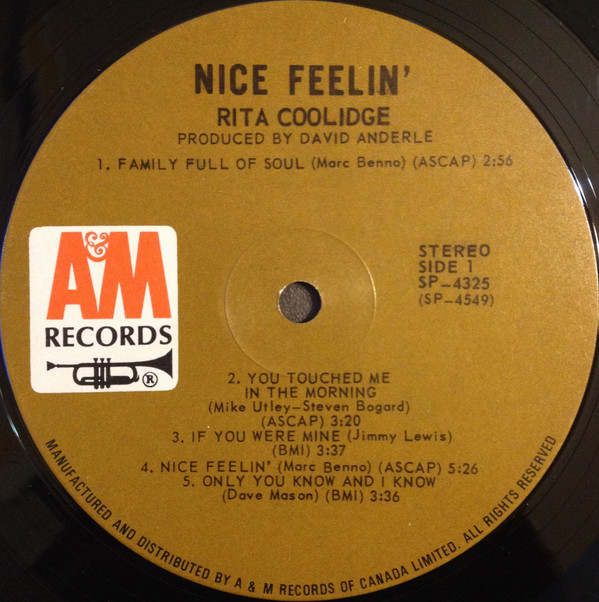 NICE FEELIN'
RITA COOLIDGE
PRODUCED BY DAVID ANDERLE
1. FAMILY FULL OF SOUL (Marc Benno) (ASCAP) 2:56
A&M
RECORDS
®
STEREO
SIDE 1
SP-4325
(SP-4549)
2. YOU TOUCHED ME
IN THE MORNING
(Mike Utley-Steven Bogard)
(ASCAP) 3:20
3. IF YOU WERE MINE (Jimmy Lewis)
(BMI) 3:37
4. NICE FEELIN' (Marc Benno) (ASCAP) 5:26
5. ONLY YOU KNOW AND I KNOW
(Dave Mason) (BMI) 3:36
MANUFACTURED AND DISTRIBUTED BY A & M RECORDS OF CANADA LIMITED. ALL RIGHTS RESERVED